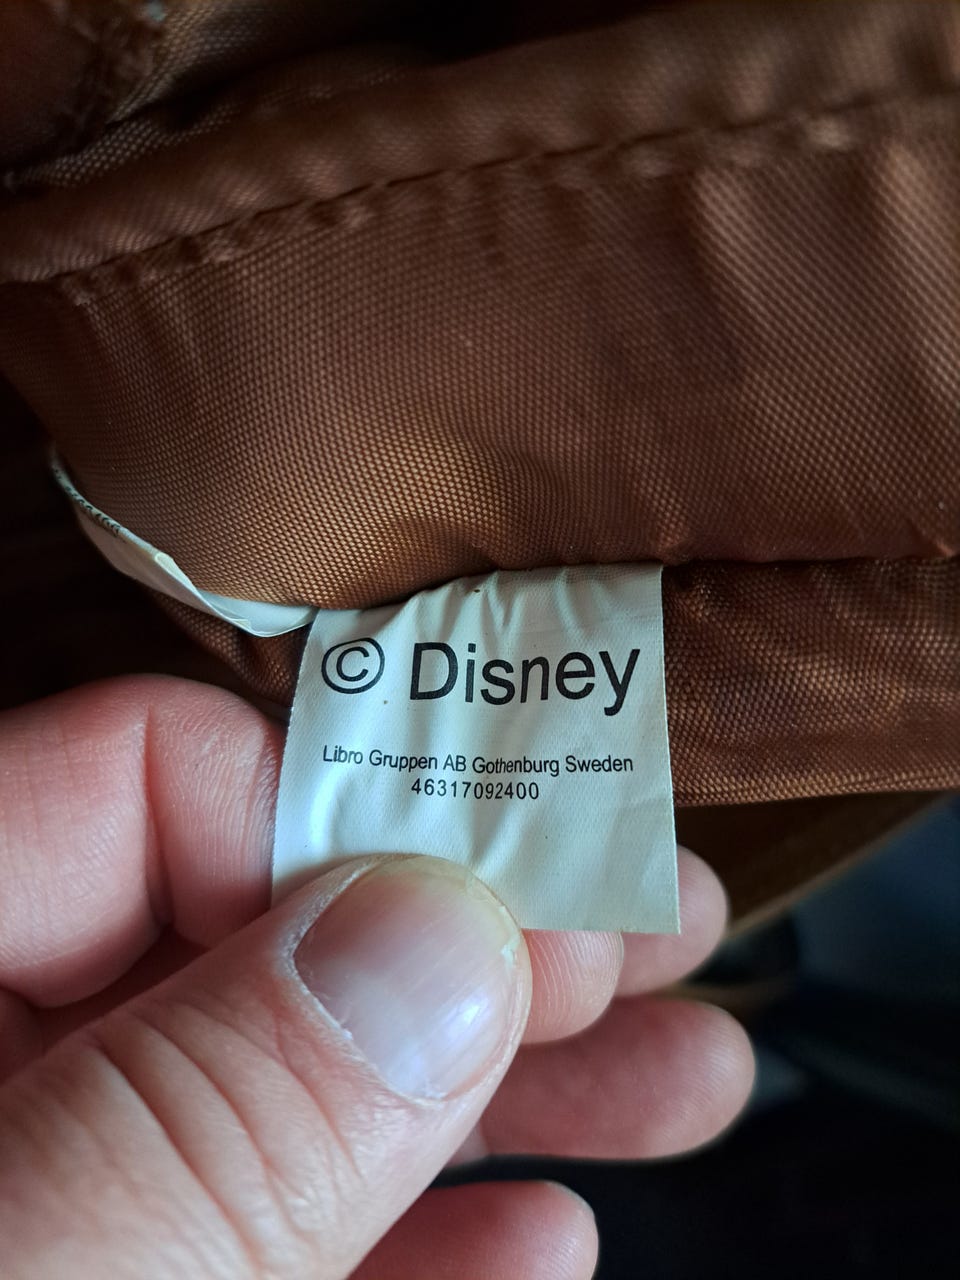 © Disney
Libro Gruppen AB Gothenburg Sweden
46317092400